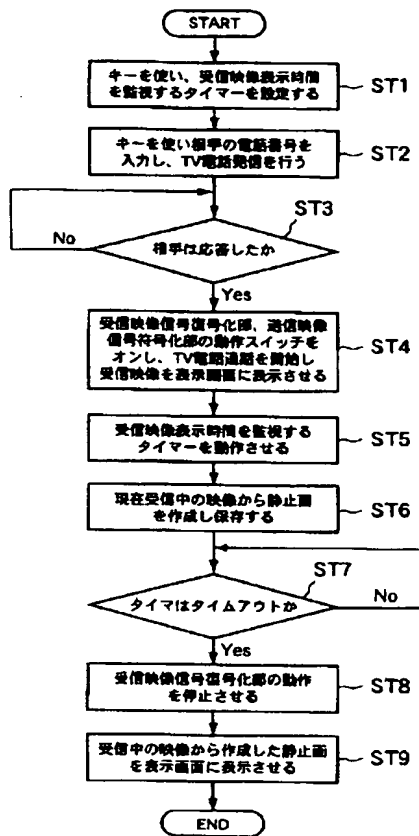 START
キーを使い、受信映像表示時間
を監視するタイマーを設定する
ST1
キーを使い相手の電話番号を
入力し、TV電話発信を行う
ST2
ST3
相手は応答したか
No
Yes
受信映像信号復号化部、送信映像
信号符号化部の動作スイッチを
オンし、TV電話通話を開始し
受信映像を表示画面に表示させる
ST4
受信映像表示時間を監視する
タイマーを動作させる
ST5
現在受信中の映像から静止画
を作成し保存する
ST6
ST7
タイマはタイムアウトか
No
Yes
受信映像信号復号化部の動作
を停止させる
ST8
受信中の映像から作成した静止画
を表示画面に表示させる
ST9
END